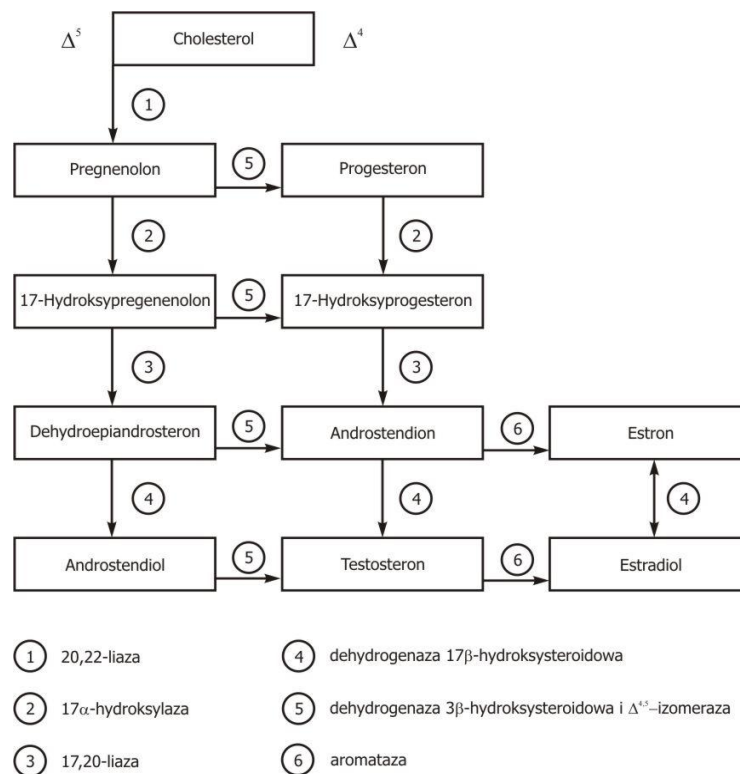 Δ⁵ Cholesterol Δ⁴
1
Pregnenolon 5 Progesteron
2 2
17-Hydroksypregenenolon 5 17-Hydroksyprogesteron
3 3
Dehydroepiandrosteron 5 Androstendion 6 Estron
4 4 4
Androstendiol 5 Testosteron 6 Estradiol
1 20,22-liaza
2 17α-hydroksylaza
3 17,20-liaza
4 dehydrogenaza 17β-hydroksysteroidowa
5 dehydrogenaza 3β-hydroksysteroidowa i Δ⁴,⁵–izomeraza
6 aromataza